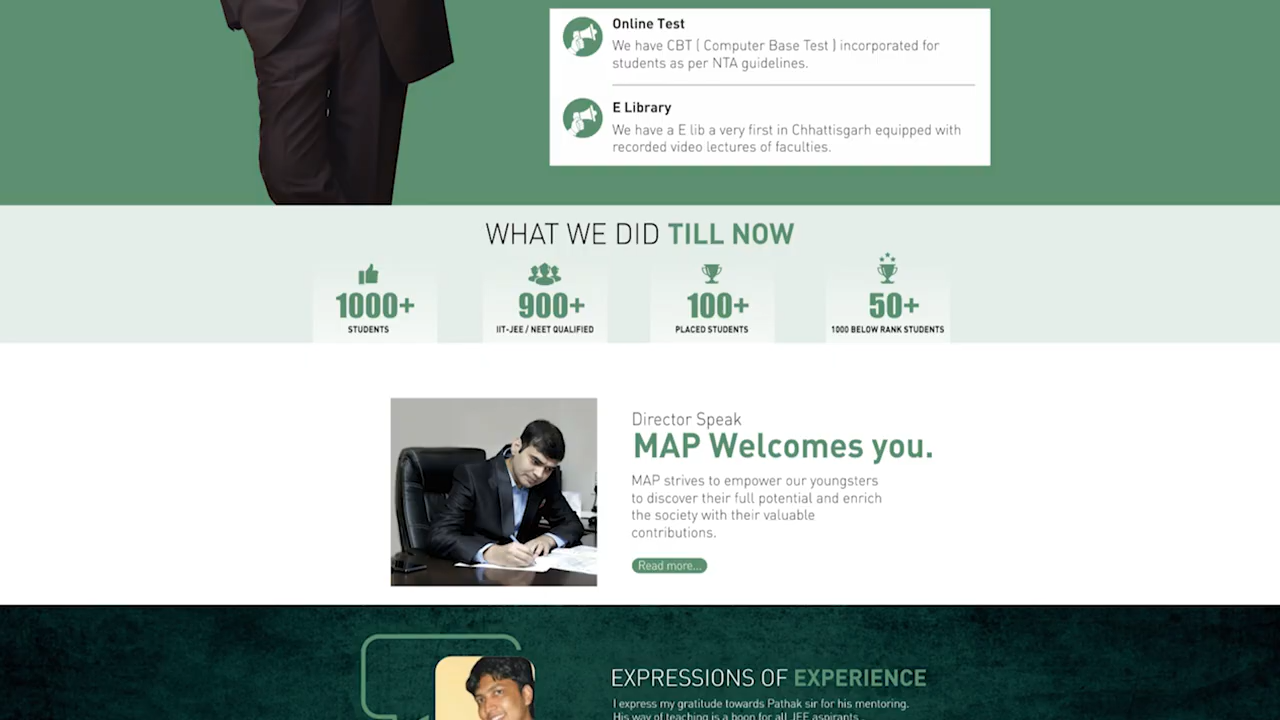 Online Test
We have CBT ( Computer Base Test ) incorporated for
students as per NTA guidelines.
E Library
We have a E lib a very first in Chhattisgarh equipped with
recorded video lectures of faculties.
WHAT WE DID TILL NOW
1000+
STUDENTS
900+
IIT-JEE / NEET QUALIFIED
100+
PLACED STUDENTS
50+
1000 BELOW RANK STUDENTS
Director Speak
MAP Welcomes you.
MAP strives to empower our youngsters
to discover their full potential and enrich
the society with their valuable
contributions.
Read more...
EXPRESSIONS OF EXPERIENCE
I express my gratitude towards Pathak sir for his mentoring.
His way of teaching is a boon for all JEE aspirants.